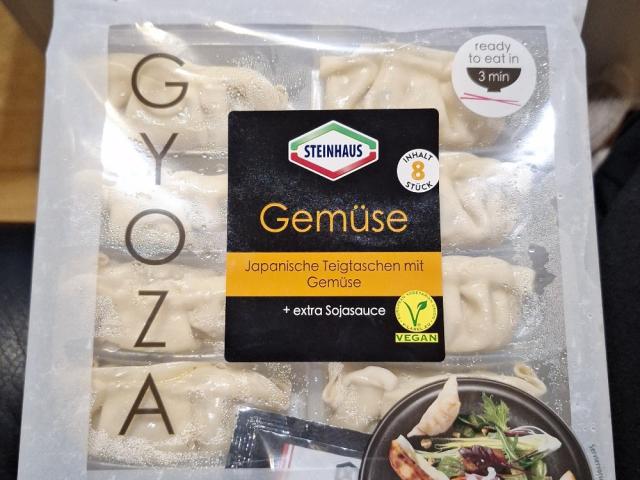 GYOZA
ready
to eat in
3 min
STEINHAUS
INHALT
8
STÜCK
Gemüse
Japanische Teigtaschen mit
Gemüse
+ extra Sojasauce
VEGAN